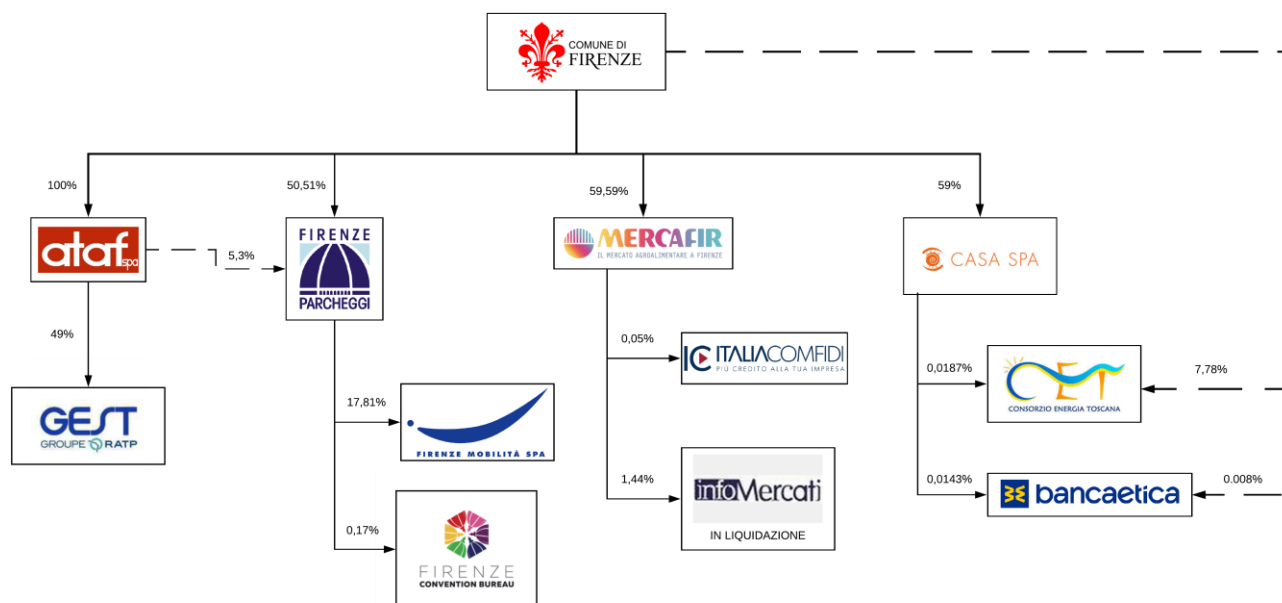 COMUNE DI
FIRENZE
100%
50,51%
59,59%
59%
ataf spa
5,3%
FIRENZE
PARCHEGGI
MERCAFIR
IL MERCATO AGROALIMENTARE A FIRENZE
CASA SPA
49%
GEST
GROUPE RATP
17,81%
FIRENZE MOBILITÀ SPA
0,17%
FIRENZE
CONVENTION BUREAU
0,05%
IC ITALIACOMFIDI
PIÙ CREDITO ALLA TUA IMPRESA
1,44%
infoMercati
IN LIQUIDAZIONE
0,0187%
CET
CONSORZIO ENERGIA TOSCANA
7,78%
0,0143%
bancaetica
0.008%